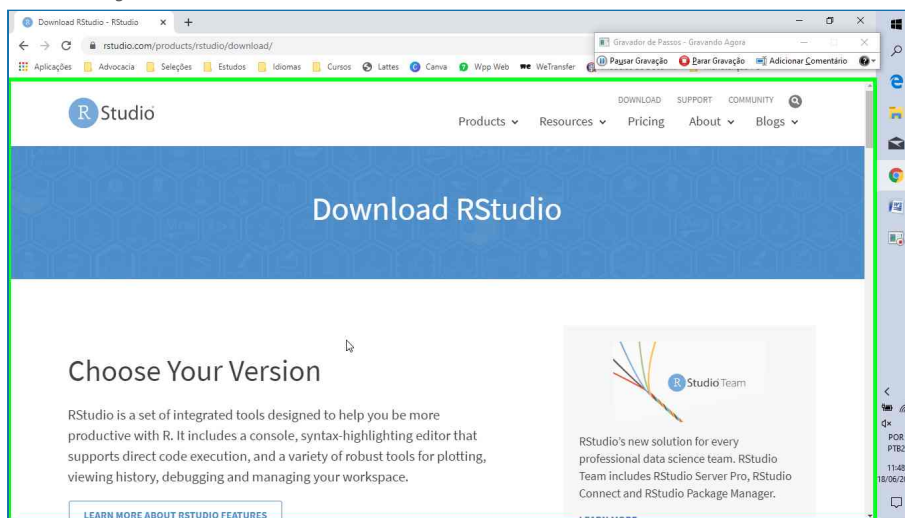 Download RStudio - RStudio
rstudio.com/products/rstudio/download/
Gravador de Passos - Gravando Agora
Pausar Gravação Parar Gravação Adicionar Comentário
Aplicações Advocacia Seleções Estudos Idiomas Cursos Lattes Canva Wpp Web WeTransfer
R Studio
DOWNLOAD SUPPORT COMMUNITY
Products Resources Pricing About Blogs
Download RStudio
Choose Your Version
RStudio is a set of integrated tools designed to help you be more
productive with R. It includes a console, syntax-highlighting editor that
supports direct code execution, and a variety of robust tools for plotting,
viewing history, debugging and managing your workspace.
LEARN MORE ABOUT RSTUDIO FEATURES
R Studio Team
RStudio's new solution for every
professional data science team. RStudio
Team includes RStudio Server Pro, RStudio
Connect and RStudio Package Manager.
LEARN MORE
POR
PTB2
11:48
18/06/20